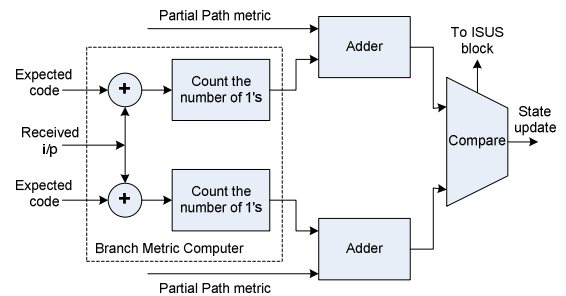 Partial Path metric
Adder
To ISUS
block
Expected
code
+
Count the
number of 1's
State
update
Compare
Received
i/p
Expected
code
+
Count the
number of 1's
Branch Metric Computer
Adder
Partial Path metric